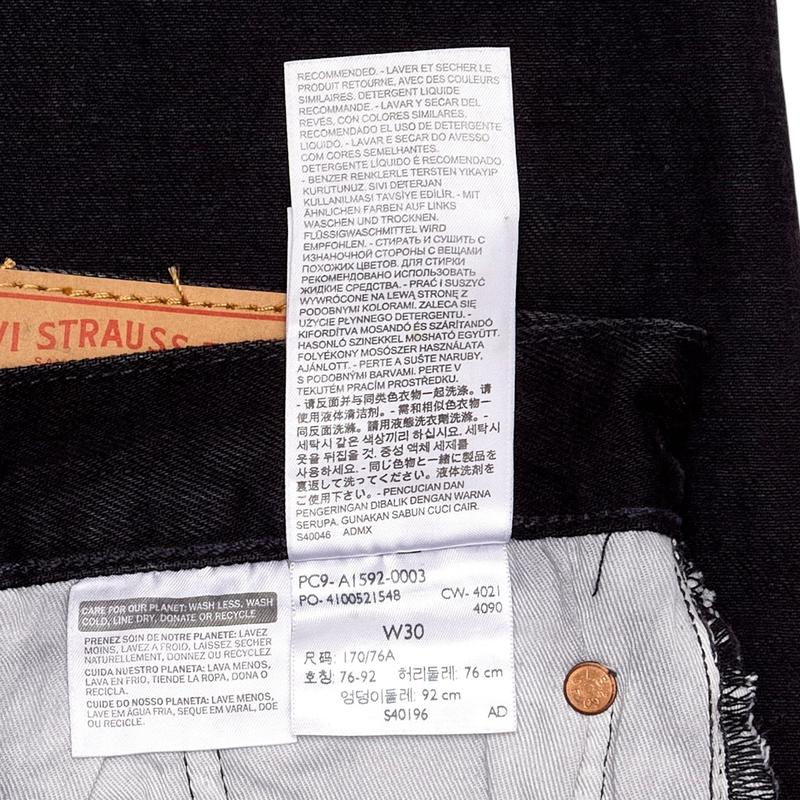 RECOMMENDED. - LAVER ET SECHER LE
PRODUIT RETOURNE, AVEC DES COULEURS
SIMILAIRES. DETERGENT LIQUIDE
RECOMMANDE. - LAVAR Y SECAR DEL
REVÉS, CON COLORES SIMILARES.
RECOMENDADO EL USO DE DETERGENTE
LÍQUIDO. - LAVAR E SECAR DO AVESSO
COM CORES SEMELHANTES.
DETERGENTE LÍQUIDO É RECOMENDADO
- BENZER RENKLERLE TERSTEN YIKAYIP
KURUTUNUZ. SIVI DETERJAN
KULLANILMASI TAVSİYE EDİLİR. - MIT
ÄHNLICHEN FARBEN AUF LINKS
WASCHEN UND TROCKNEN.
FLÜSSIGWASCHMITTEL WIRD
EMPFOHLEN. - СТИРАТЬ И СУШИТЬ С
ИЗНАНОЧНОЙ СТОРОНЫ С ВЕЩАМИ
ПОХОЖИХ ЦВЕТОВ. ДЛЯ СТИРКИ
РЕКОМЕНДОВАНО ИСПОЛЬЗОВАТЬ
ЖИДКИЕ СРЕДСТВА. - PRAĆ I SUSZYĆ
WYWRÓCONE NA LEWĄ STRONĘ Z
PODOBNYMI KOLORAMI. ZALECA SIĘ
UŻYCIE PŁYNNEGO DETERGENTU. -
KIFORDÍTVA MOSANDÓ ÉS SZÁRÍTANDÓ
HASONLÓ SZINEKKEL MOSHATÓ EGYÜTT.
FOLYÉKONY MOSÓSZER HASZNÁLATA
AJÁNLOTT. - PERTE A SUŠTE NARUBY,
S PODOBNÝMI BARVAMI. PERTE V
TEKUTÉM PRACÍM PROSTŘEDKU.
- 请反面并与同类色衣物一起洗涤。请
使用液体清洁剂。- 需和相似色衣物一
同反面洗滌。請用液態洗衣劑洗滌。-
세탁시 같은 색상끼리 하십시요. 세탁시
옷을 뒤집을 것. 중성 액체 세제를
사용하세요. - 同じ色物と一緒に製品を
裏返して洗ってください。液体洗剤を
ご使用下さい。- PENCUCIAN DAN
PENGERINGAN DIBALIK DENGAN WARNA
SERUPA. GUNAKAN SABUN CUCI CAIR.
S40046 ADMX
VI STRAUSS
PC9- A1592-0003
PO- 4100521548 CW- 4021
4090
W30
尺码: 170/76A
호칭: 76-92 허리둘레: 76 cm
엉덩이둘레: 92 cm
S40196 AD
CARE FOR OUR PLANET: WASH LESS, WASH
COLD, LINE DRY, DONATE OR RECYCLE
PRENEZ SOIN DE NOTRE PLANETE: LAVEZ
MOINS, LAVEZ A FROID, LAISSEZ SECHER
NATURELLEMENT, DONNEZ OU RECYCLEZ
CUIDA NUESTRO PLANETA: LAVA MENOS,
LAVA EN FRIO, TIENDE LA ROPA, DONA O
RECICLA.
CUIDE DO NOSSO PLANETA: LAVE MENOS,
LAVE EM ÁGUA FRIA, SEQUE EM VARAL, DOE
OU RECICLE.